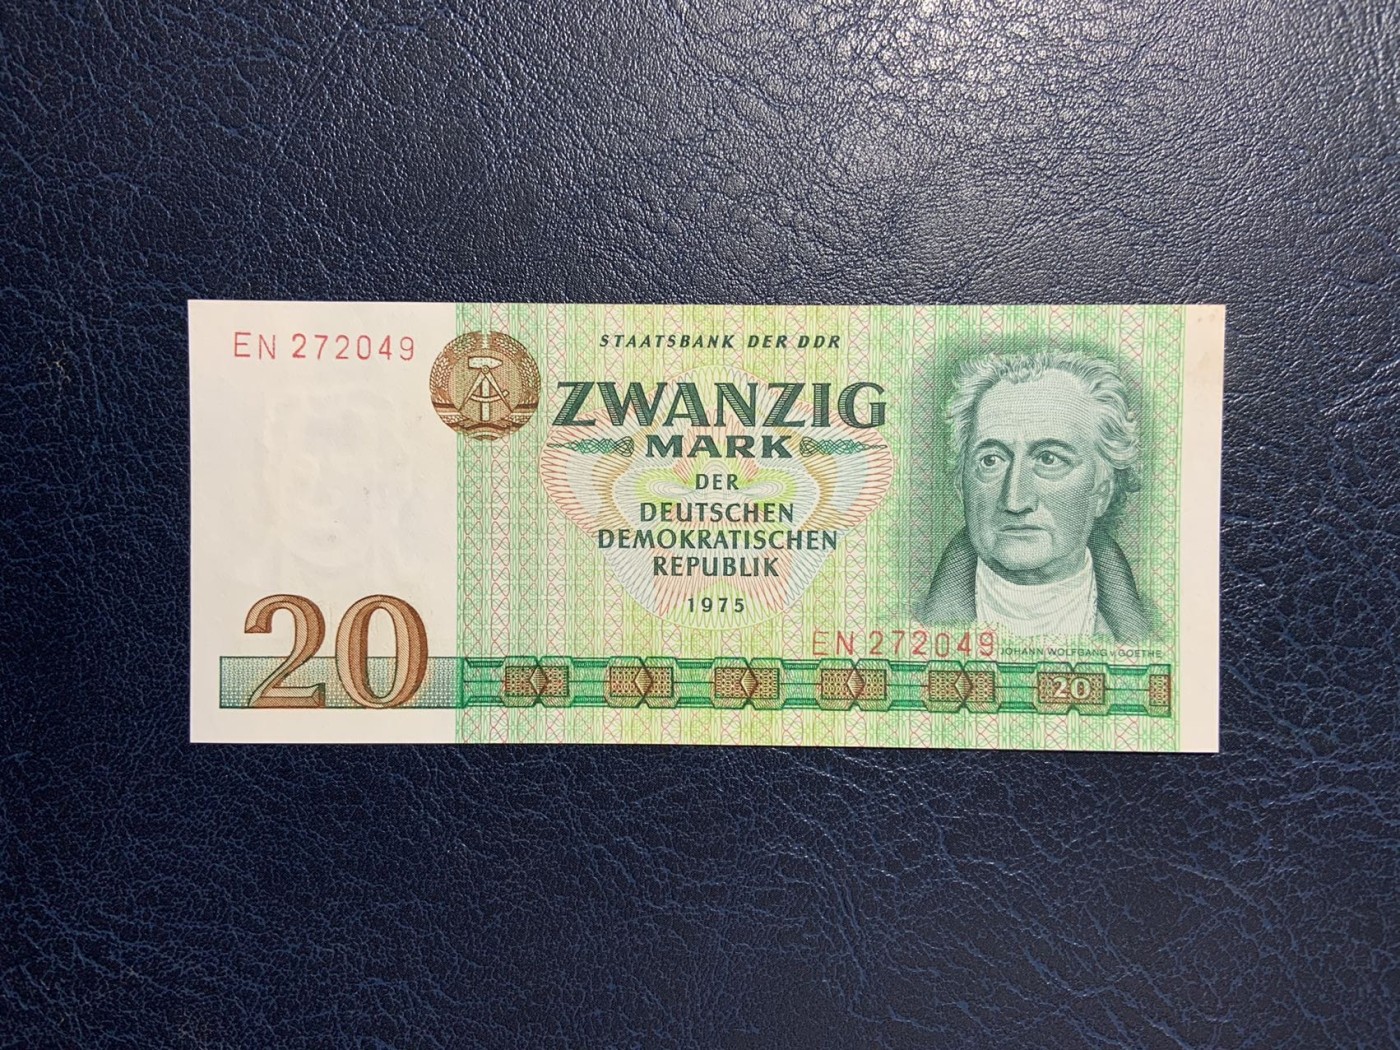 EN 272049
STAATSBANK DER DDR
ZWANZIG
MARK
DER
DEUTSCHEN
DEMOKRATISCHEN
REPUBLIK
1975
EN 272049
JOHANN WOLFGANG v. GOETHE
20
20